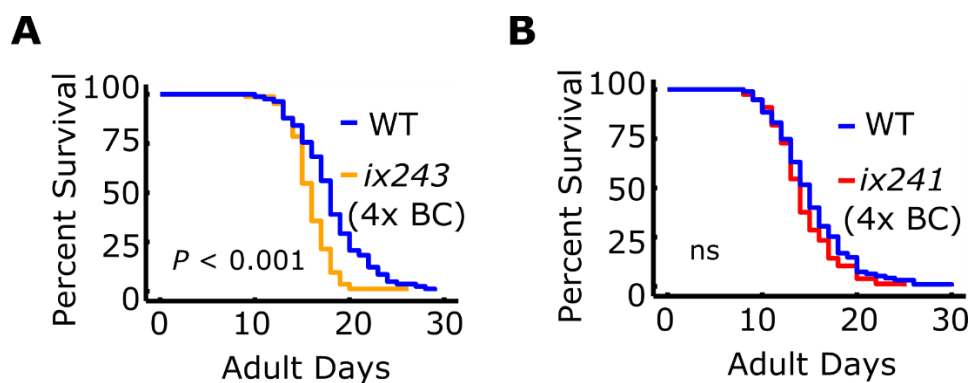 A
Percent Survival
100
75
50
25
0
WT
ix243
(4x BC)
P < 0.001
0 10 20 30
Adult Days
B
Percent Survival
100
75
50
25
0
WT
ix241
(4x BC)
ns
0 10 20 30
Adult Days